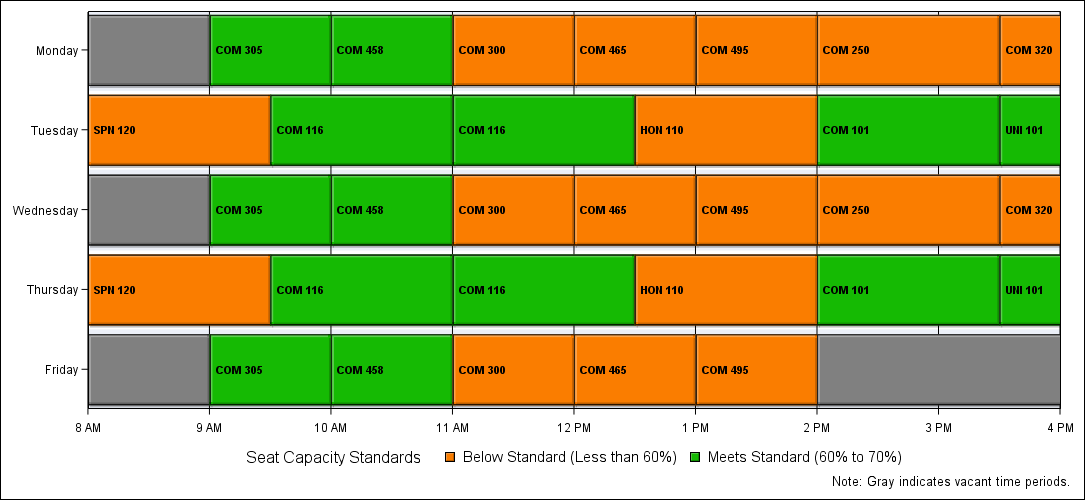 Monday COM 305 COM 458 COM 300 COM 465 COM 495 COM 250 COM 320
Tuesday SPN 120 COM 116 COM 116 HON 110 COM 101 UNI 101
Wednesday COM 305 COM 458 COM 300 COM 465 COM 495 COM 250 COM 320
Thursday SPN 120 COM 116 COM 116 HON 110 COM 101 UNI 101
Friday COM 305 COM 458 COM 300 COM 465 COM 495
8 AM 9 AM 10 AM 11 AM 12 PM 1 PM 2 PM 3 PM 4 PM
Seat Capacity Standards Below Standard (Less than 60%) Meets Standard (60% to 70%)
Note: Gray indicates vacant time periods.